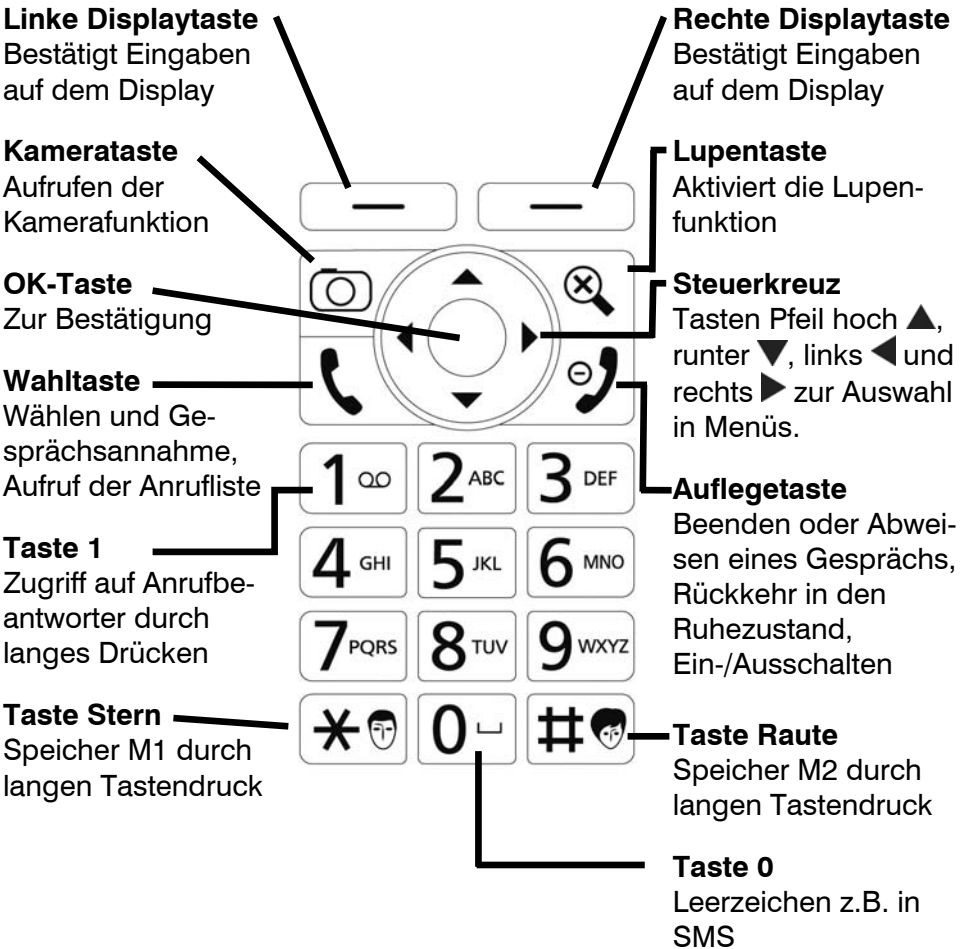 Linke Displaytaste
Bestätigt Eingaben
auf dem Display
Kamerataste
Aufrufen der
Kamerafunktion
OK-Taste
Zur Bestätigung
Wahltaste
Wählen und Ge-
sprächsannahme,
Aufruf der Anrufliste
Taste 1
Zugriff auf Anrufbe-
antworter durch
langes Drücken
Taste Stern
Speicher M1 durch
langen Tastendruck
1
2 ABC
3 DEF
4 GHI
5 JKL
6 MNO
7 PQRS
8 TUV
9 WXYZ
*
0
#
Rechte Displaytaste
Bestätigt Eingaben
auf dem Display
Lupentaste
Aktiviert die Lupen-
funktion
Steuerkreuz
Tasten Pfeil hoch ▲,
runter ▼, links ◀ und
rechts ▶ zur Auswahl
in Menüs.
Auflegetaste
Beenden oder Abwei-
sen eines Gesprächs,
Rückkehr in den
Ruhezustand,
Ein-/Ausschalten
Taste Raute
Speicher M2 durch
langen Tastendruck
Taste 0
Leerzeichen z.B. in
SMS